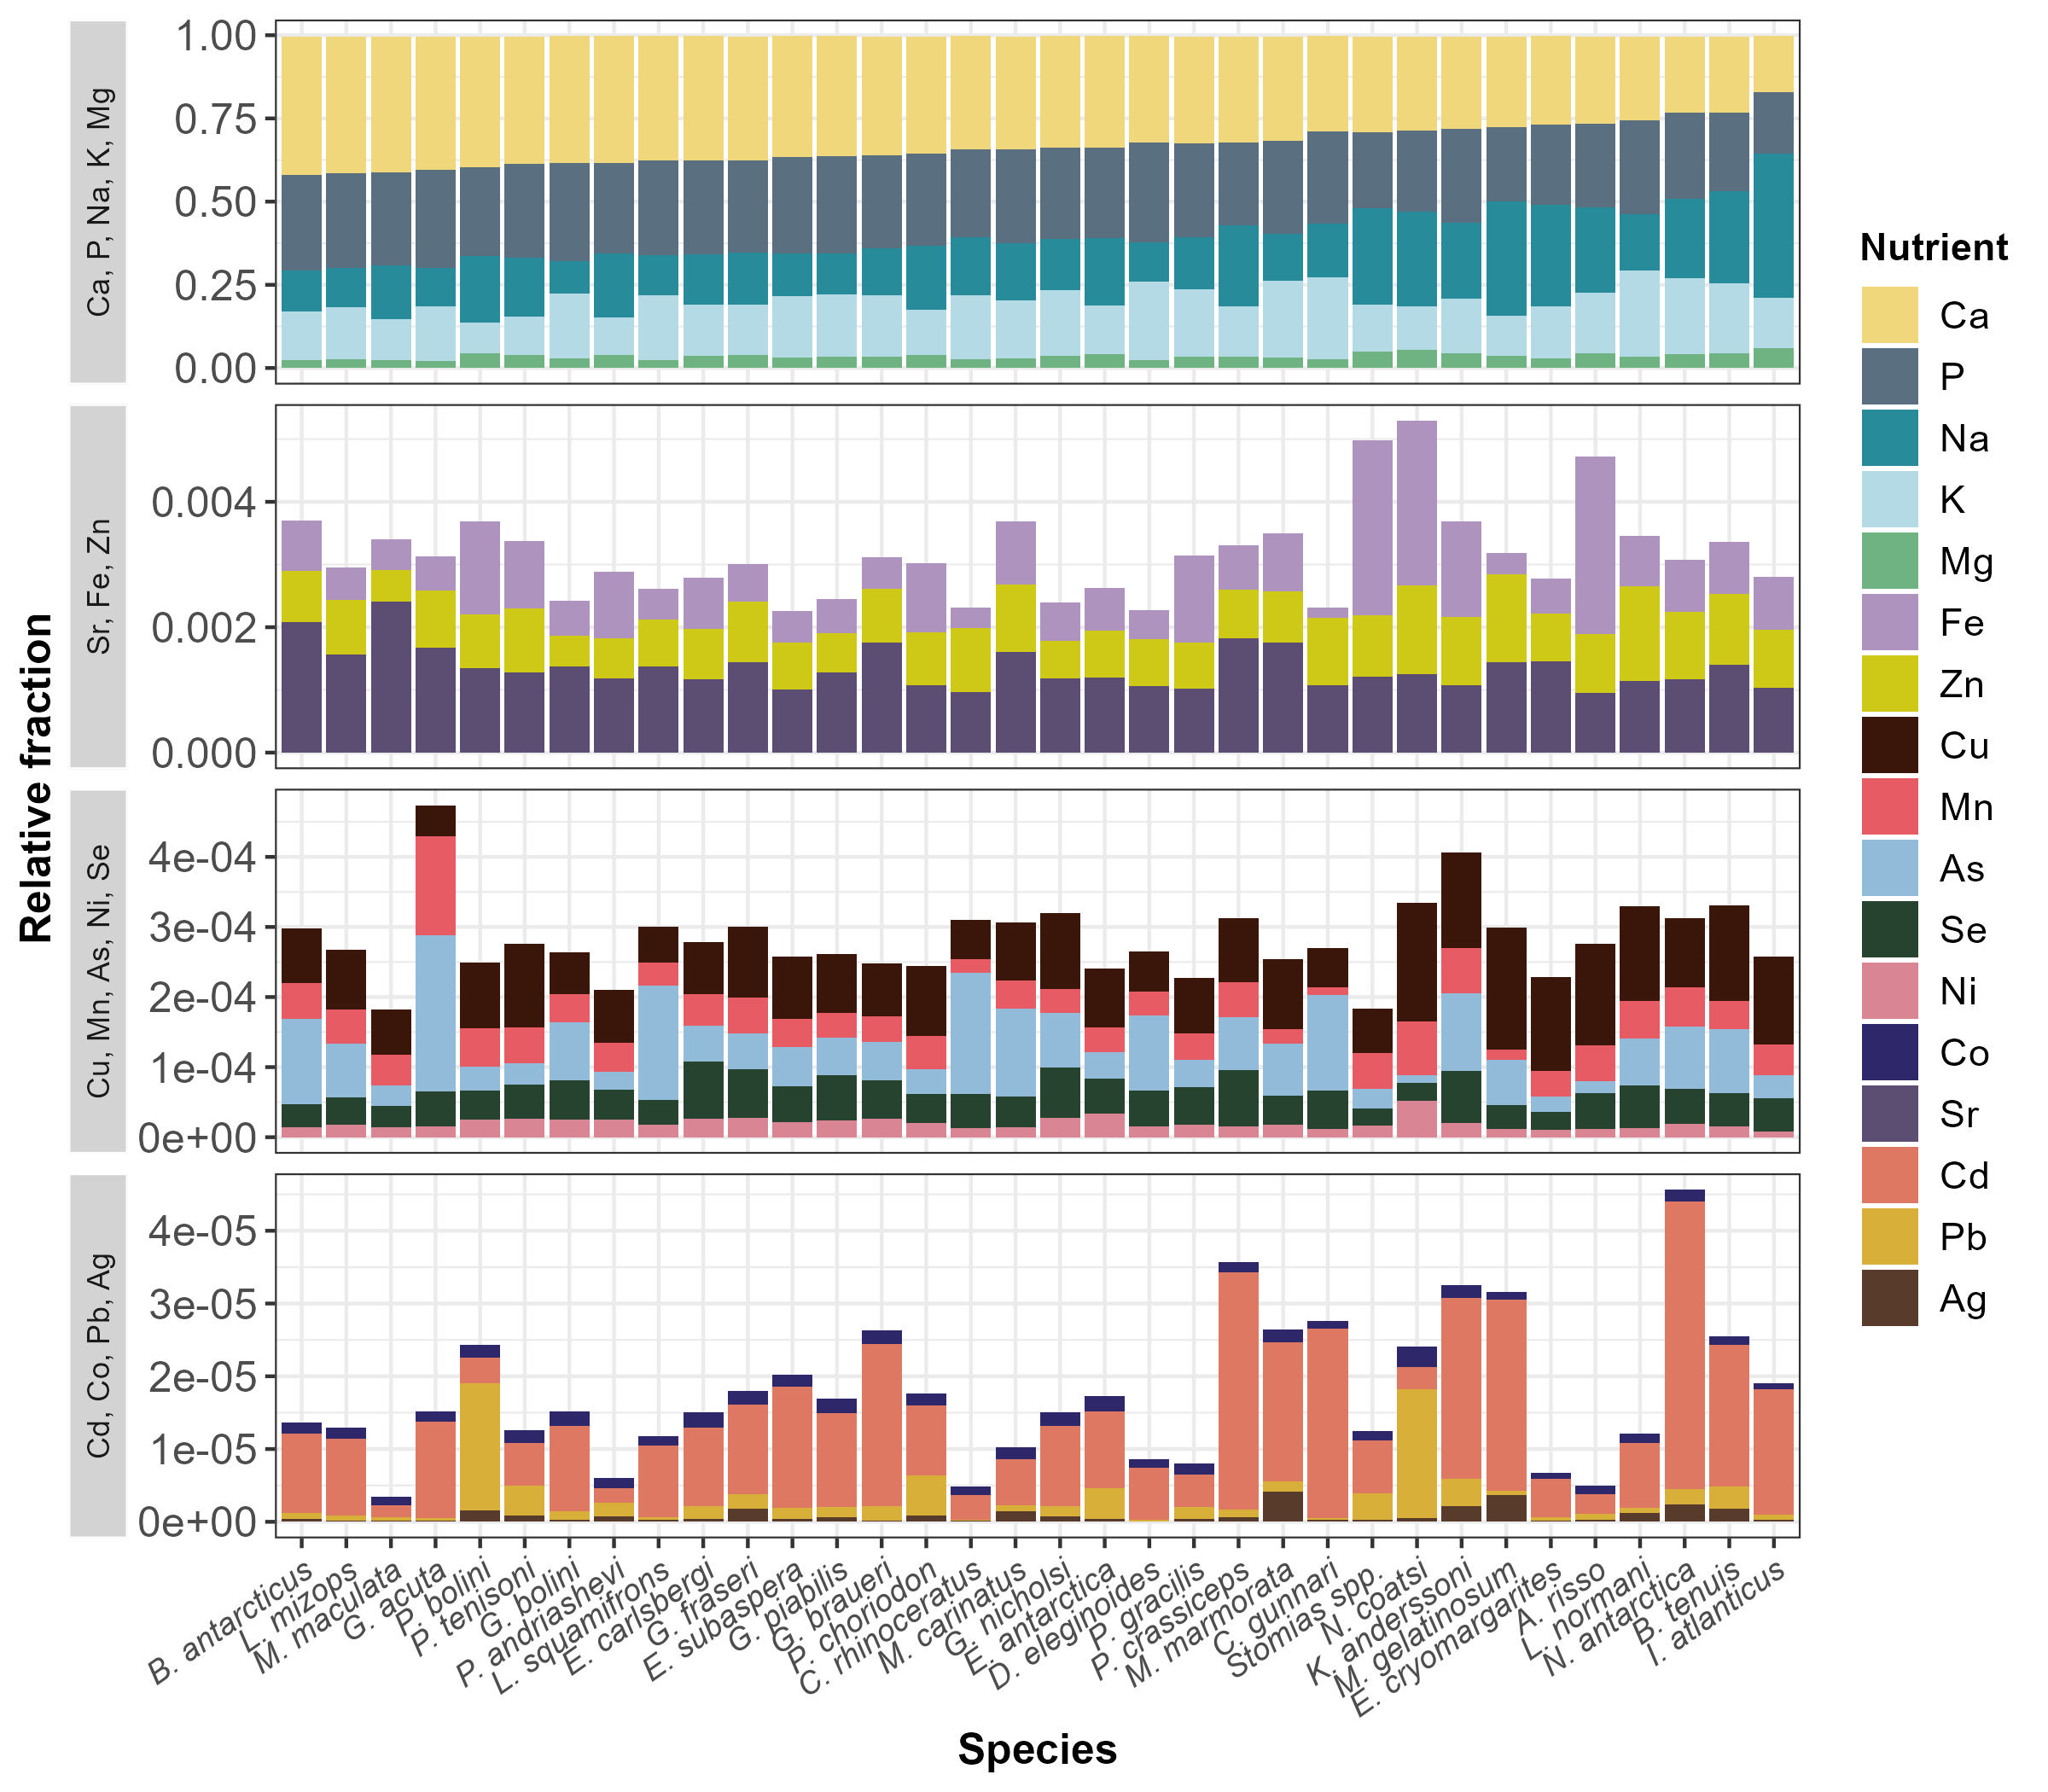 Relative fraction
Ca, P, Na, K, Mg
1.00
0.75
0.50
0.25
0.00
Sr, Fe, Zn
0.004
0.002
0.000
Cu, Mn, As, Ni, Se
4e-04
3e-04
2e-04
1e-04
0e+00
Cd, Co, Pb, Ag
4e-05
3e-05
2e-05
1e-05
0e+00
B. antarcticus
L. mizops
M. maculata
G. acuta
P. bolini
P. tenisoni
G. bolini
P. andriashevi
L. squamifrons
E. carlsbergi
G. fraseri
E. subaspera
G. piabilis
G. braueri
P. choriodon
C. rhinoceratus
M. carinatus
G. nicholsi
E. antarctica
D. eleginoides
P. gracilis
P. crassiceps
M. marmorata
C. gunnari
Stomias spp.
N. coatsi
K. anderssoni
M. gelatinosum
E. cryomargarites
A. risso
L. normani
N. antarctica
B. tenuis
I. atlanticus
Species
Nutrient
Ca
P
Na
K
Mg
Fe
Zn
Cu
Mn
As
Se
Ni
Co
Sr
Cd
Pb
Ag